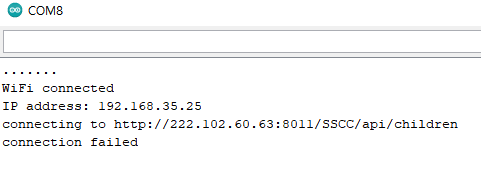 COM8
.......
WiFi connected
IP address: 192.168.35.25
connecting to http://222.102.60.63:8011/SSCC/api/children
connection failed